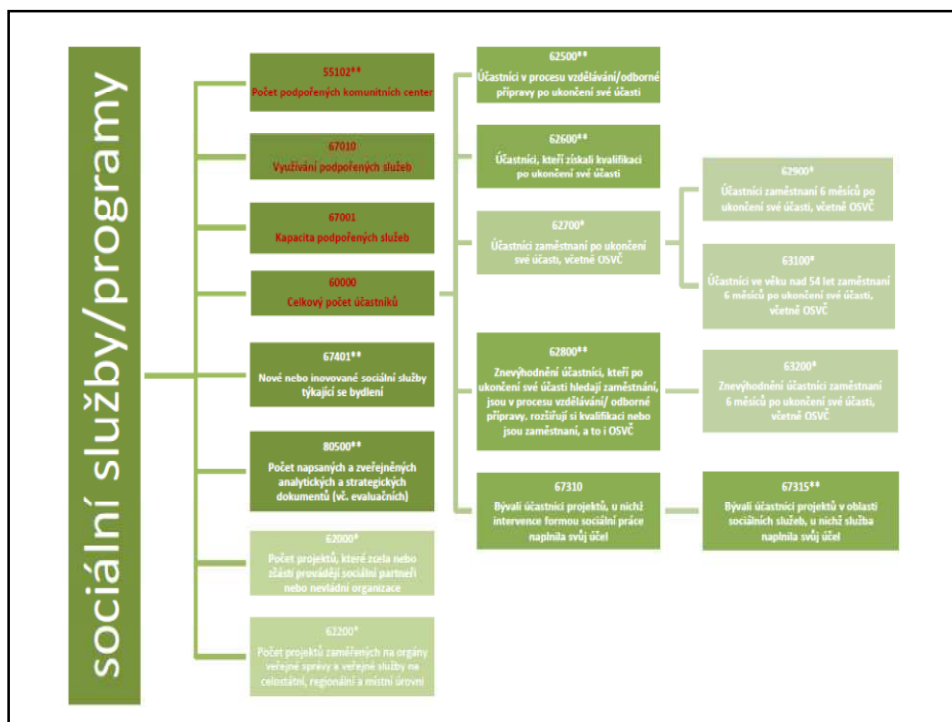 sociální služby/programy
55102**
Počet podpořených komunitních center
67010
Využívání podpořených služeb
67001
Kapacita podpořených služeb
60000
Celkový počet účastníků
67401**
Nové nebo inovované sociální služby
týkající se bydlení
80500**
Počet napsaných a zveřejněných
analytických a strategických
dokumentů (vč. evaluačních)
62000*
Počet projektů, které zcela nebo
zčásti provádějí sociální partneři
nebo nevládní organizace
62200*
Počet projektů zaměřených na orgány
veřejné správy a veřejné služby na
celostátní, regionální a místní úrovni
62500**
Účastníci v procesu vzdělávání/odborné
přípravy po ukončení své účasti
62600**
Účastníci, kteří získali kvalifikaci
po ukončení své účasti
62700*
Účastníci zaměstnaní po ukončení
své účasti, včetně OSVČ
62800**
Znevýhodnění účastníci, kteří po
ukončení své účasti hledají zaměstnání,
jsou v procesu vzdělávání/ odborné
přípravy, rozšiřují si kvalifikaci nebo
jsou zaměstnaní, a to i OSVČ
67310
Bývalí účastníci projektů, u nichž
intervence formou sociální práce
naplnila svůj účel
62900*
Účastníci zaměstnaní 6 měsíců po
ukončení své účasti, včetně OSVČ
63100*
Účastníci ve věku nad 54 let zaměstnaní
6 měsíců po ukončení své účasti,
včetně OSVČ
63200*
Znevýhodnění účastníci zaměstnaní
6 měsíců po ukončení své účasti,
včetně OSVČ
67315**
Bývalí účastníci projektů v oblasti
sociálních služeb, u nichž služba
naplnila svůj účel